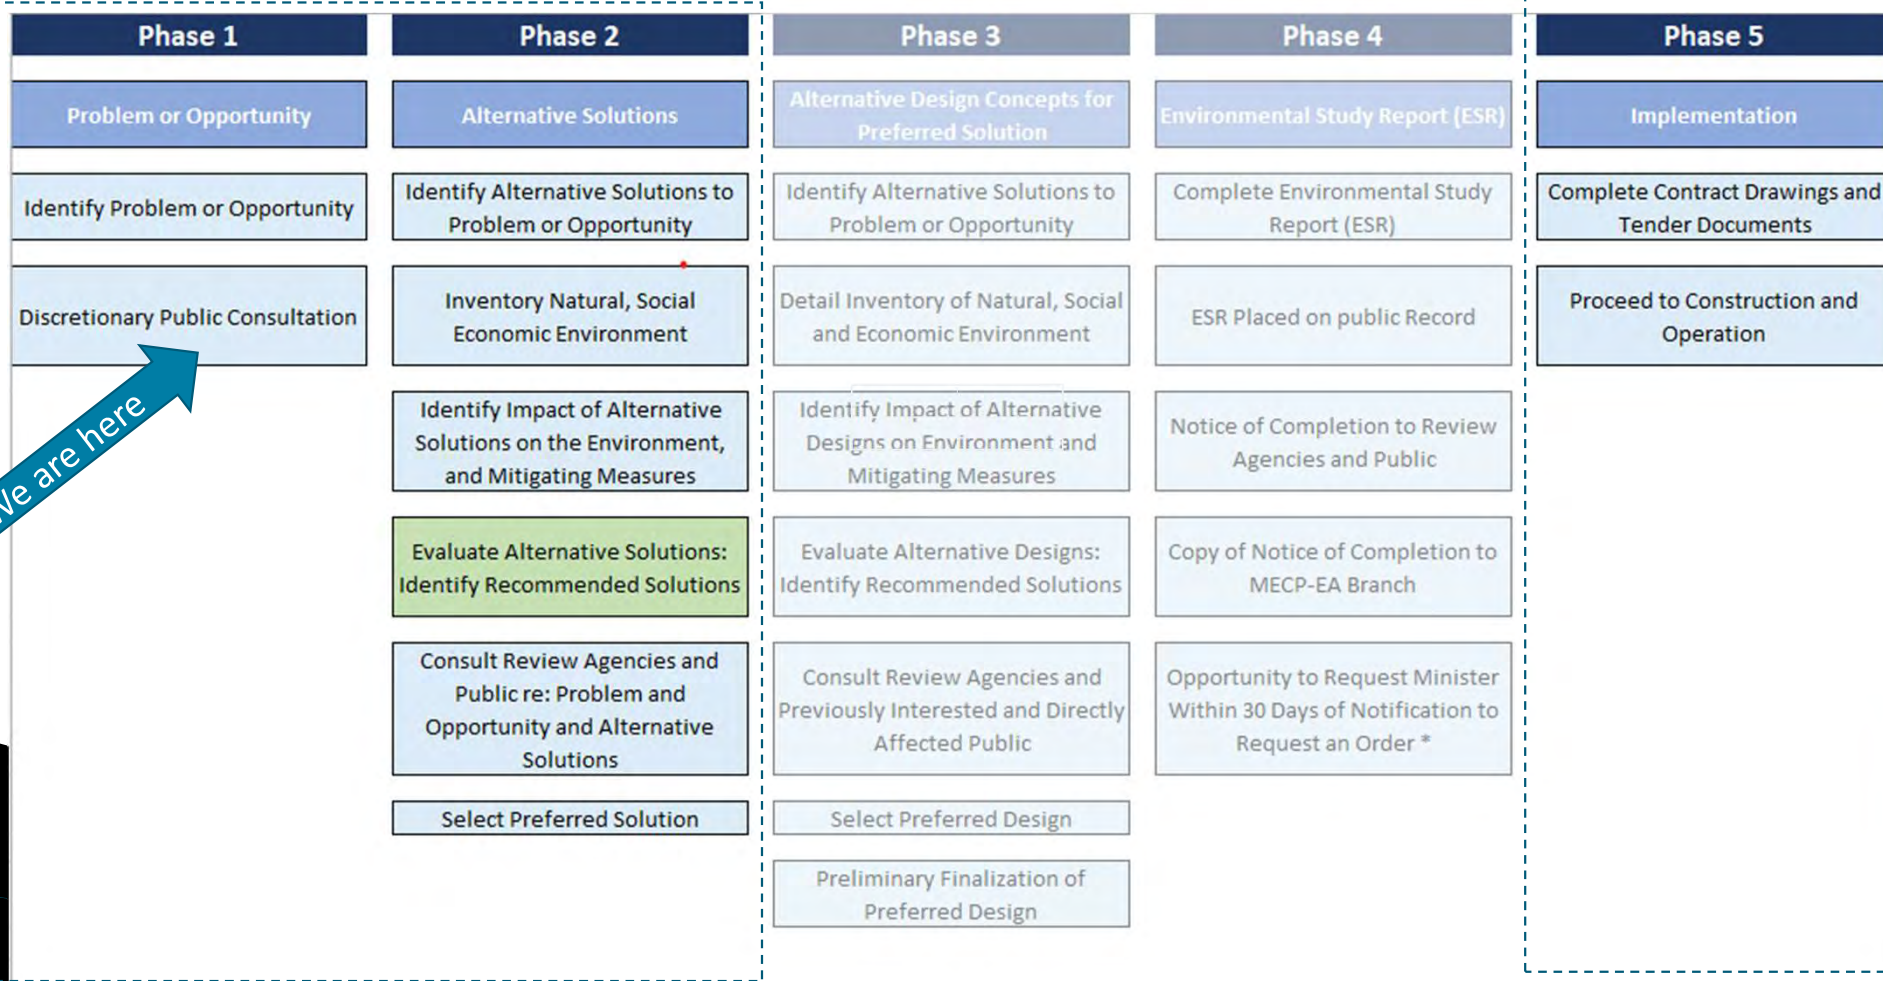 Phase 1
Problem or Opportunity
Identify Problem or Opportunity
Discretionary Public Consultation
We are here
Phase 2
Alternative Solutions
Identify Alternative Solutions to
Problem or Opportunity
Inventory Natural, Social
Economic Environment
Identify Impact of Alternative
Solutions on the Environment,
and Mitigating Measures
Evaluate Alternative Solutions:
Identify Recommended Solutions
Consult Review Agencies and
Public re: Problem and
Opportunity and Alternative
Solutions
Select Preferred Solution
Phase 3
Alternative Design Concepts for
Preferred Solution
Identify Alternative Solutions to
Problem or Opportunity
Detail Inventory of Natural, Social
and Economic Environment
Identify Impact of Alternative
Designs on Environment and
Mitigating Measures
Evaluate Alternative Designs:
Identify Recommended Solutions
Consult Review Agencies and
Previously Interested and Directly
Affected Public
Select Preferred Design
Preliminary Finalization of
Preferred Design
Phase 4
Environmental Study Report (ESR)
Complete Environmental Study
Report (ESR)
ESR Placed on public Record
Notice of Completion to Review
Agencies and Public
Copy of Notice of Completion to
MECP-EA Branch
Opportunity to Request Minister
Within 30 Days of Notification to
Request an Order *
Phase 5
Implementation
Complete Contract Drawings and
Tender Documents
Proceed to Construction and
Operation